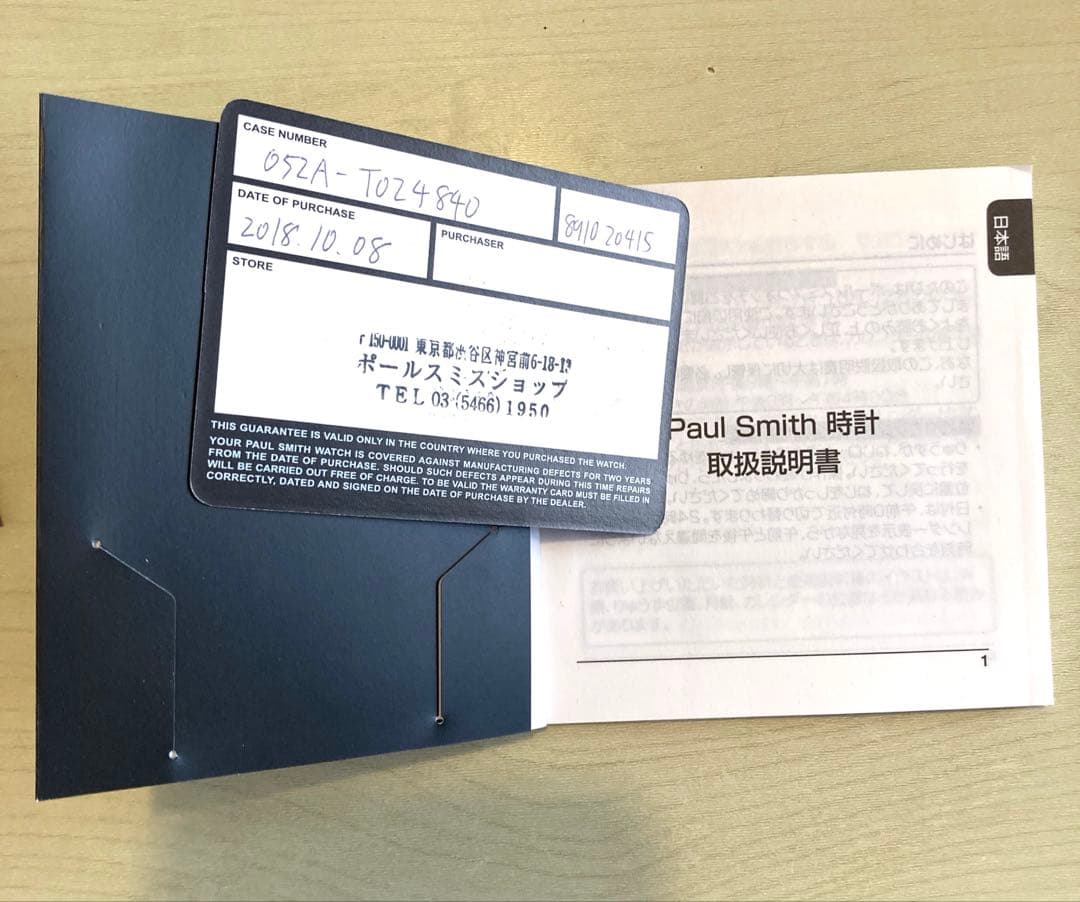 CASE NUMBER
052A-T024840
8910 20415
DATE OF PURCHASE
2018.10.08
PURCHASER
STORE
〒150-0001 東京都渋谷区神宮前6-18-13
ポールスミスショップ
TEL 03 (5466) 1950
THIS GUARANTEE IS VALID ONLY IN THE COUNTRY WHERE YOU PURCHASED THE WATCH.
YOUR PAUL SMITH WATCH IS COVERED AGAINST MANUFACTURING DEFECTS FOR TWO YEARS
FROM THE DATE OF PURCHASE. SHOULD SUCH DEFECTS APPEAR DURING THIS TIME REPAIRS
WILL BE CARRIED OUT FREE OF CHARGE. TO BE VALID THE WARRANTY CARD MUST BE FILLED IN
CORRECTLY, DATED AND SIGNED ON THE DATE OF PURCHASE BY THE DEALER.
日本語
Paul Smith 時計
取扱説明書
1